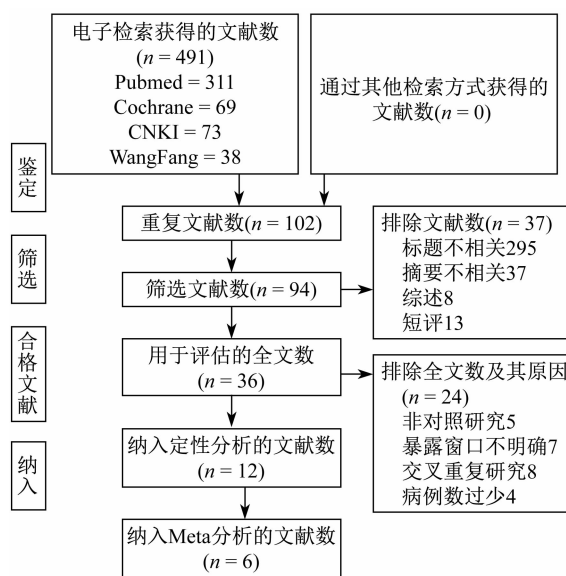 电子检索获得的文献数
(n = 491)
Pubmed = 311
Cochrane = 69
CNKI = 73
WangFang = 38
通过其他检索方式获得的
文献数(n = 0)
鉴定
重复文献数(n = 102)
排除文献数(n = 37)
标题不相关295
摘要不相关37
综述8
短评13
筛选
筛选文献数(n = 94)
合格文献
用于评估的全文数
(n = 36)
排除全文数及其原因
(n = 24)
非对照研究5
暴露窗口不明确7
交叉重复研究8
病例数过少4
纳入
纳入定性分析的文献数
(n = 12)
纳入Meta分析的文献数
(n = 6)